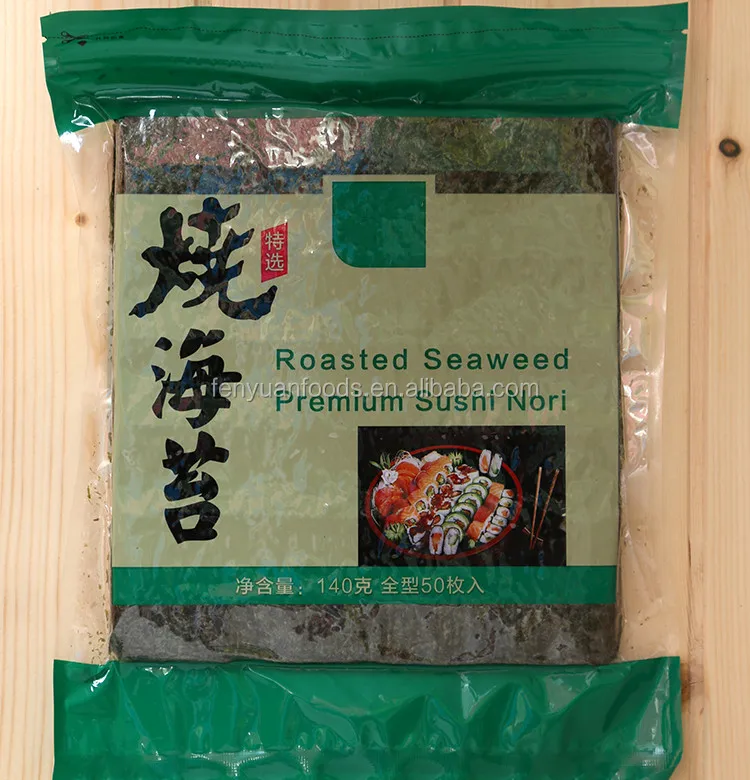 燒海苔
特选
Roasted Seaweed
fenyuanfoods.en.alibaba.com
Premium Sushi Nori
净含量：140克 全型50枚入